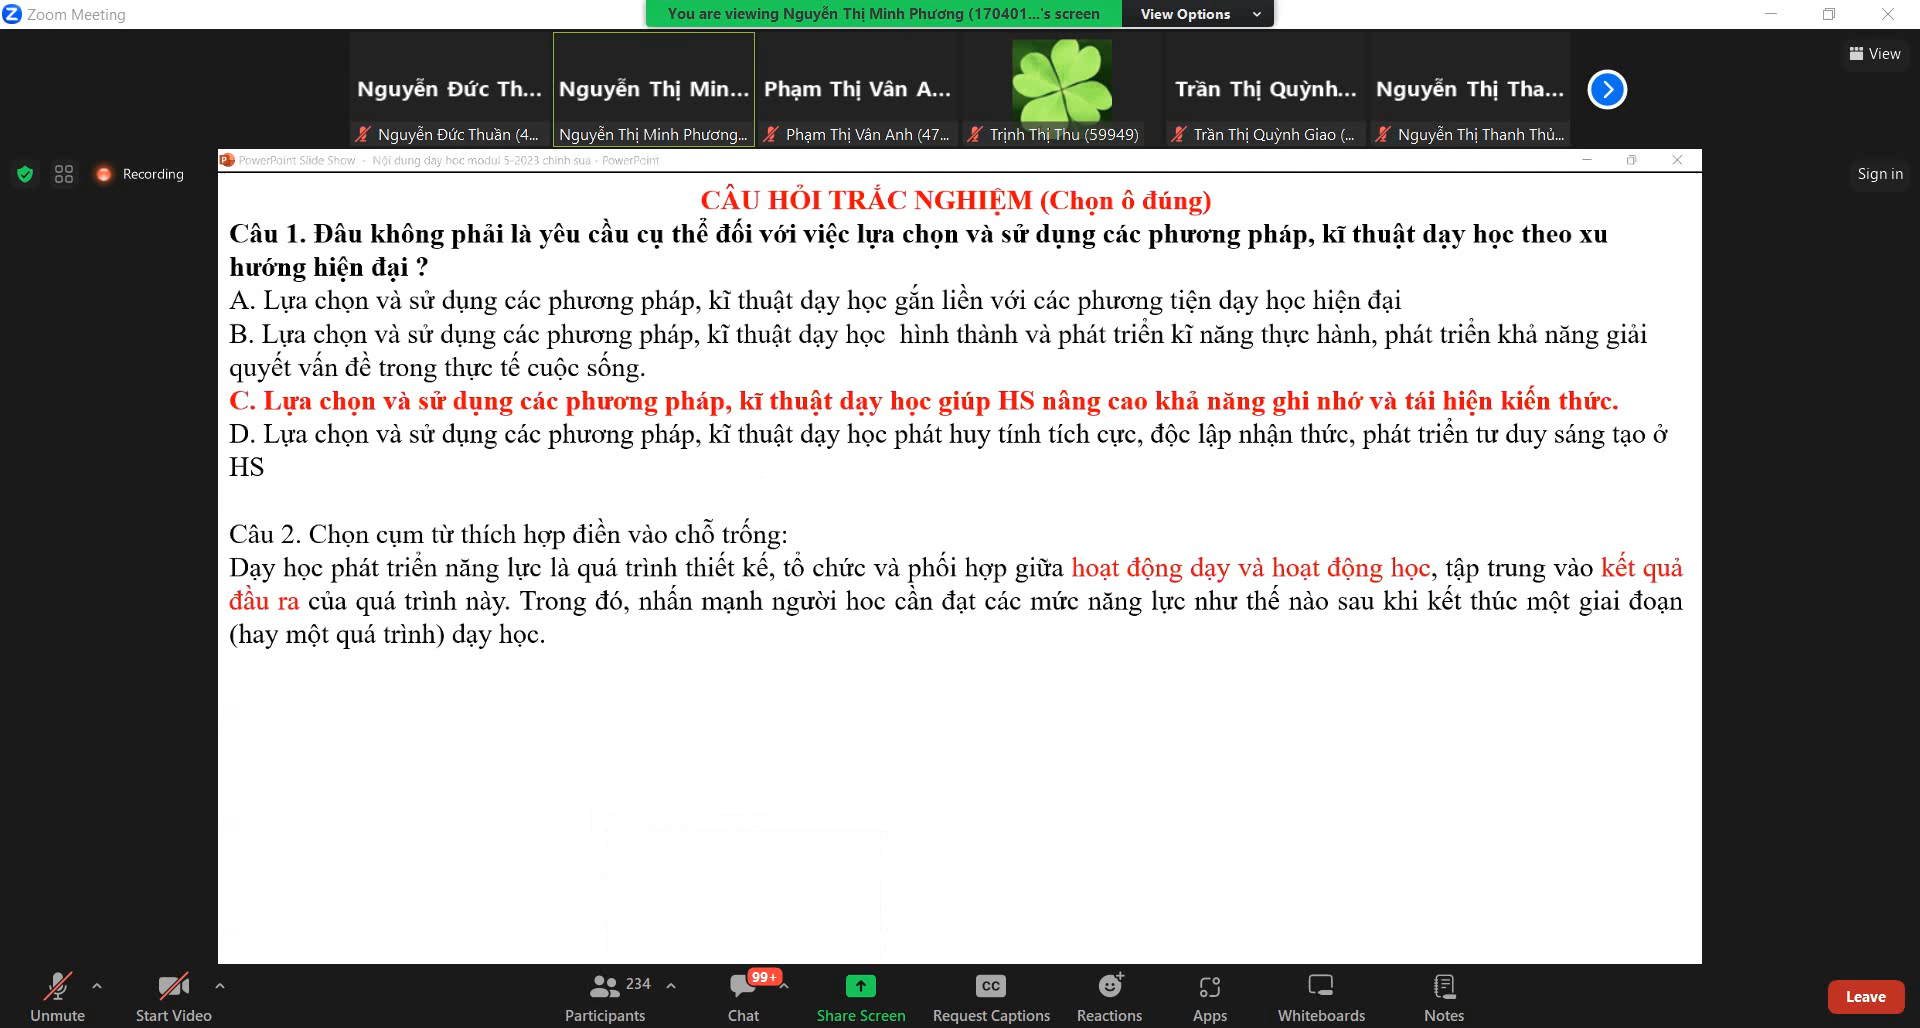 Zoom Meeting
You are viewing Nguyễn Thị Minh Phương (170401...'s screen
View Options
View
Nguyễn Đức Th...
Nguyễn Thị Min...
Phạm Thị Vân A...
Trần Thị Quỳnh...
Nguyễn Thị Tha...
Nguyễn Đức Thuần (4...
Nguyễn Thị Minh Phương...
Phạm Thị Vân Anh (47...
Trịnh Thị Thu (59949)
Trần Thị Quỳnh Giao (...
Nguyễn Thị Thanh Thủ...
Recording
Sign in
PowerPoint Slide Show - Nội dung day hoc modul 5-2023 chinh sua - PowerPoint
CÂU HỎI TRẮC NGHIỆM (Chọn ô đúng)
Câu 1. Đâu không phải là yêu cầu cụ thể đối với việc lựa chọn và sử dụng các phương pháp, kĩ thuật dạy học theo xu
hướng hiện đại ?
A. Lựa chọn và sử dụng các phương pháp, kĩ thuật dạy học gắn liền với các phương tiện dạy học hiện đại
B. Lựa chọn và sử dụng các phương pháp, kĩ thuật dạy học hình thành và phát triển kĩ năng thực hành, phát triển khả năng giải
quyết vấn đề trong thực tế cuộc sống.
C. Lựa chọn và sử dụng các phương pháp, kĩ thuật dạy học giúp HS nâng cao khả năng ghi nhớ và tái hiện kiến thức.
D. Lựa chọn và sử dụng các phương pháp, kĩ thuật dạy học phát huy tính tích cực, độc lập nhận thức, phát triển tư duy sáng tạo ở
HS
Câu 2. Chọn cụm từ thích hợp điền vào chỗ trống:
Dạy học phát triển năng lực là quá trình thiết kế, tổ chức và phối hợp giữa hoạt động dạy và hoạt động học, tập trung vào kết quả
đầu ra của quá trình này. Trong đó, nhấn mạnh người hoc cần đạt các mức năng lực như thế nào sau khi kết thúc một giai đoạn
(hay một quá trình) dạy học.
234
99+
CC
Unmute
Start Video
Participants
Chat
Share Screen
Request Captions
Reactions
Apps
Whiteboards
Notes
Leave